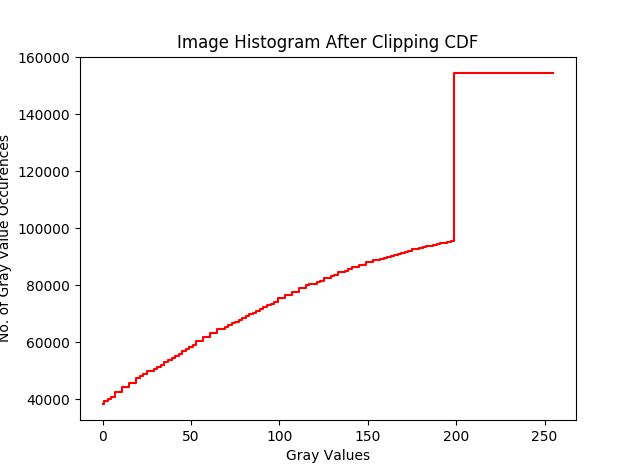 Image Histogram After Clipping CDF
160000
140000
120000
100000
80000
60000
40000
No. of Gray Value Occurences
0 50 100 150 200 250
Gray Values